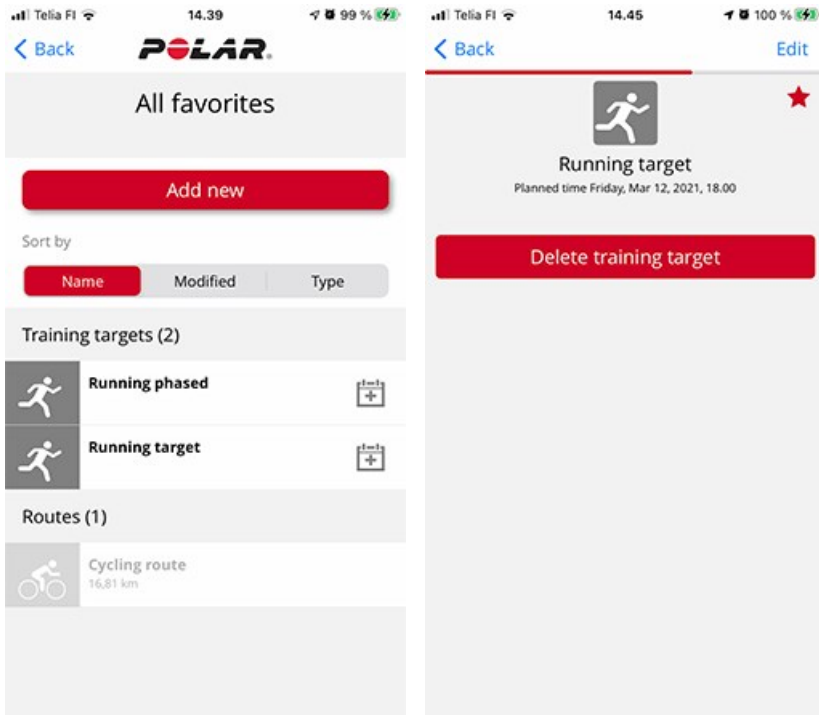 Telia FI 14.39 99 %
Back POLAR.
All favorites
Add new
Sort by
Name Modified Type
Training targets (2)
Running phased
Running target
Routes (1)
Cycling route
16,81 km
Telia FI 14.45 100 %
Back Edit
Running target
Planned time Friday, Mar 12, 2021, 18.00
Delete training target